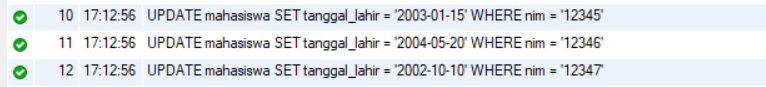 10 17:12:56 UPDATE mahasiswa SET tanggal_lahir = '2003-01-15' WHERE nim = '12345'
11 17:12:56 UPDATE mahasiswa SET tanggal_lahir = '2004-05-20' WHERE nim = '12346'
12 17:12:56 UPDATE mahasiswa SET tanggal_lahir = '2002-10-10' WHERE nim = '12347'